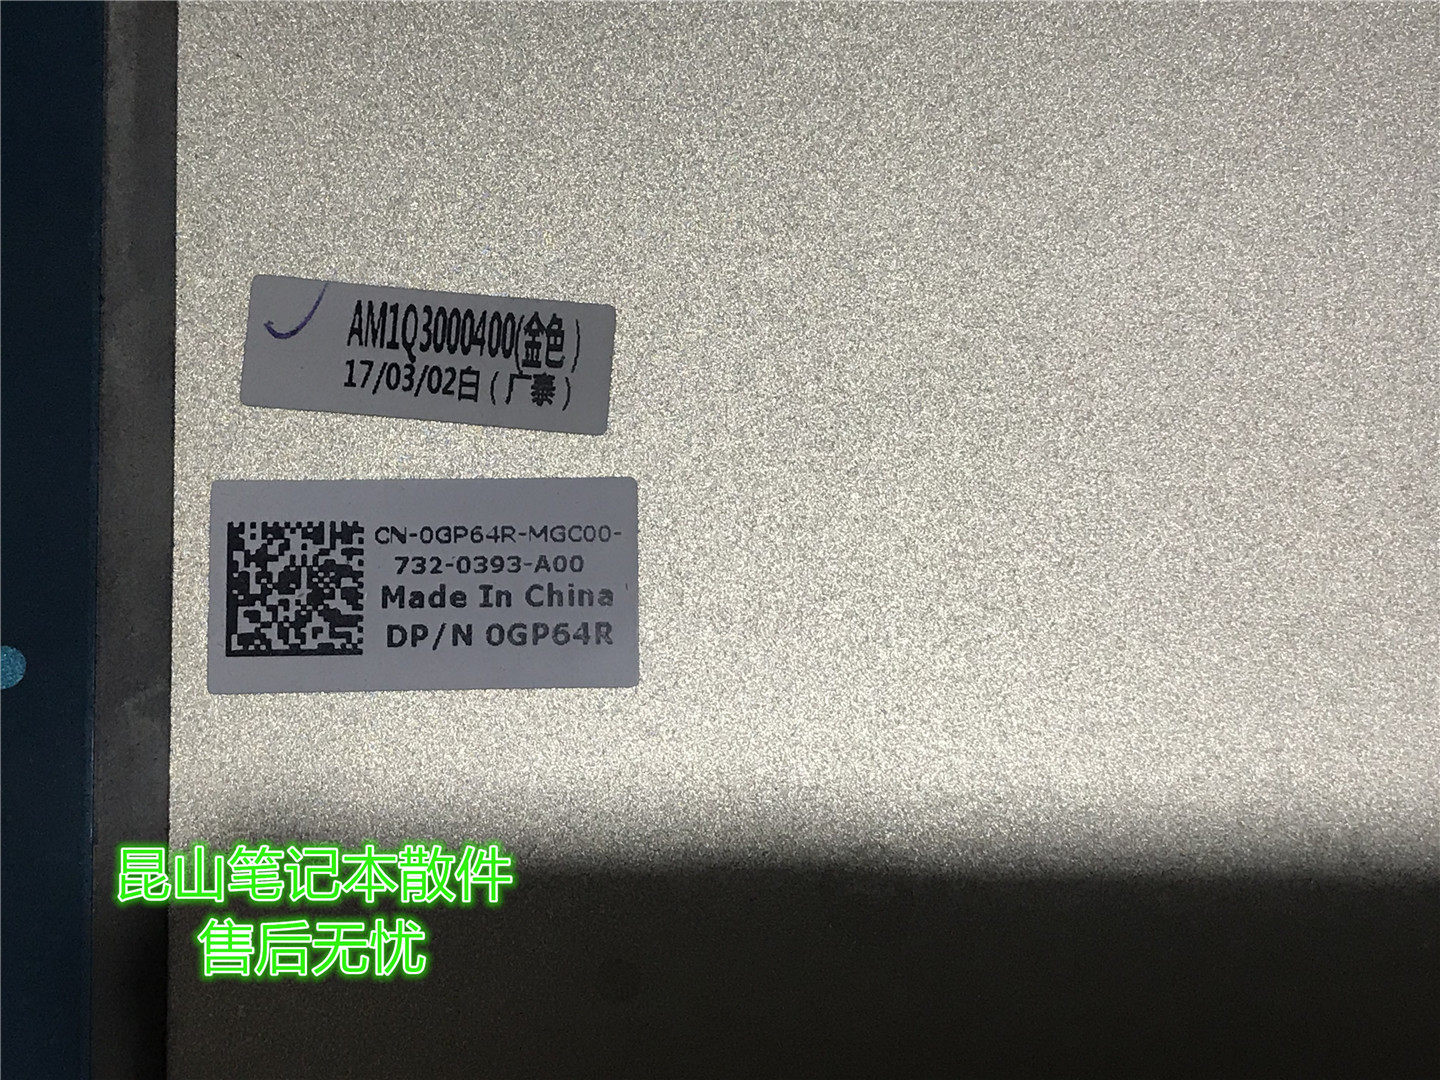 AM1Q3000400(金色)
17/03/02白(广泰)
CN-0GP64R-MGC00-
732-0393-A00
Made In China
DP/N 0GP64R
昆山笔记本散件
售后无忧